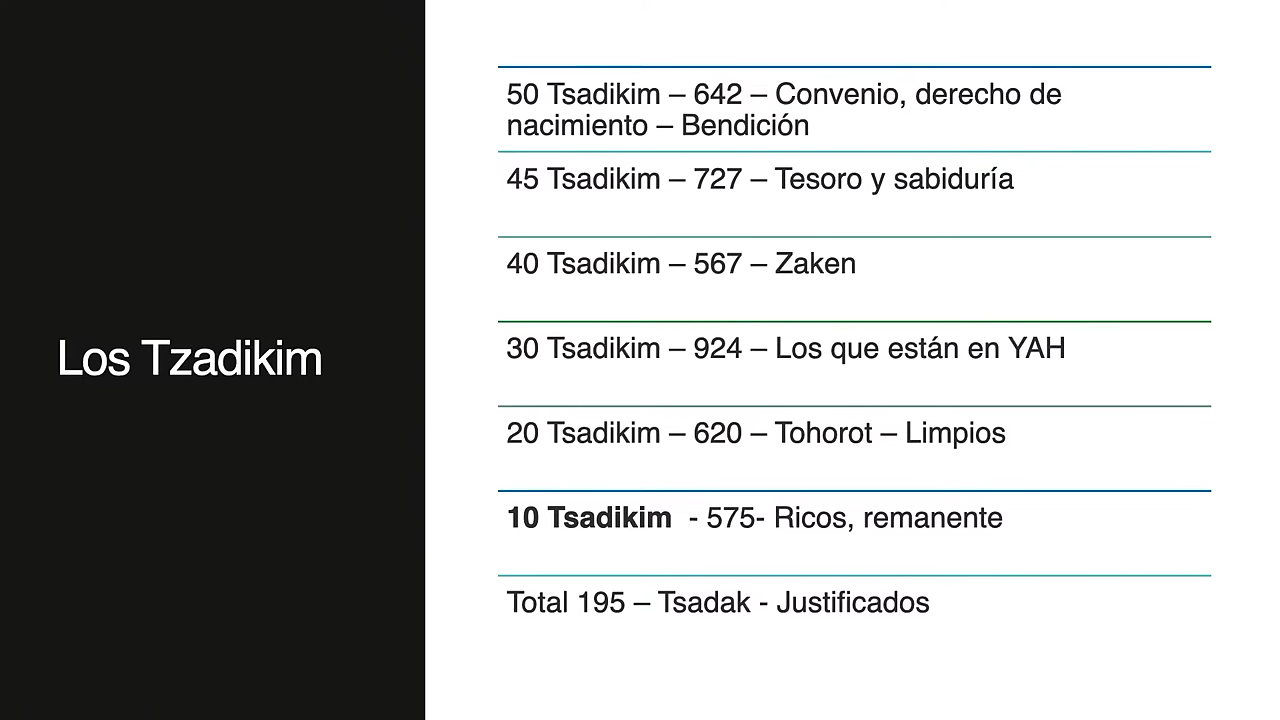 Los Tzadikim
50 Tsadikim – 642 – Convenio, derecho de
nacimiento – Bendición
45 Tsadikim – 727 – Tesoro y sabiduría
40 Tsadikim – 567 – Zaken
30 Tsadikim – 924 – Los que están en YAH
20 Tsadikim – 620 – Tohorot – Limpios
10 Tsadikim - 575- Ricos, remanente
Total 195 – Tsadak - Justificados